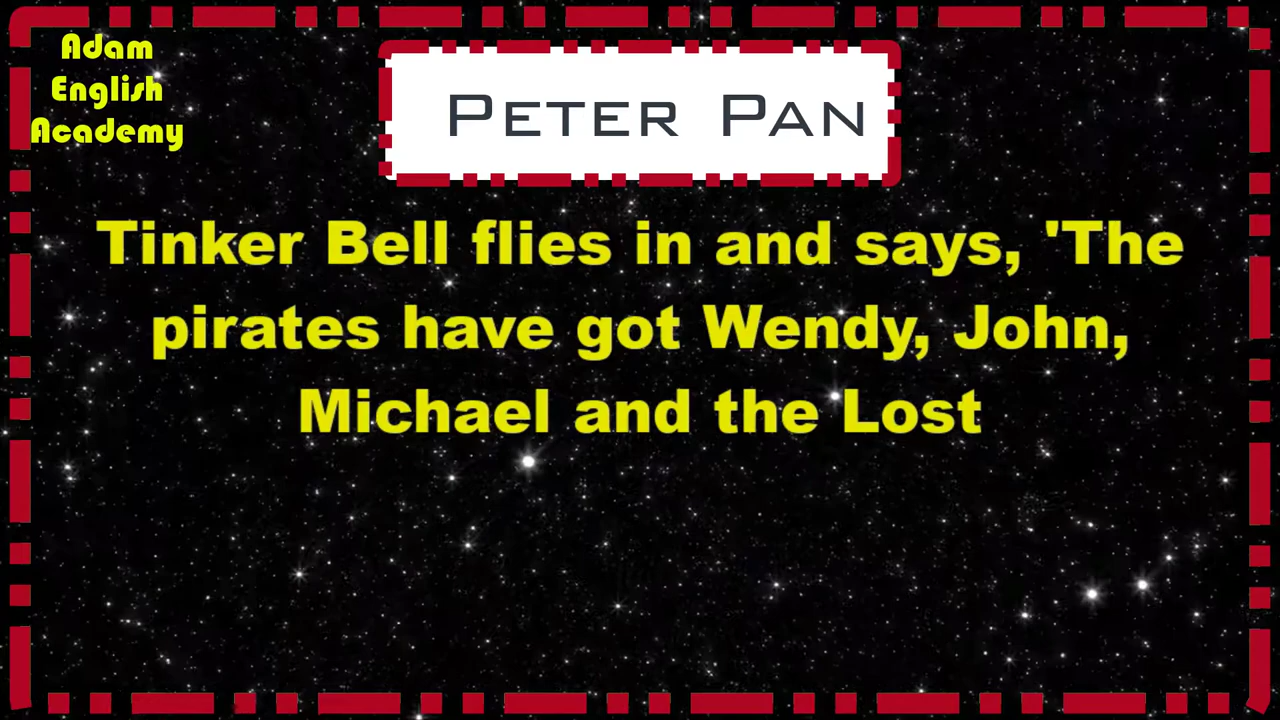 Adam
English
Academy
Peter Pan
Tinker Bell flies in and says, 'The
pirates have got Wendy, John,
Michael and the Lost